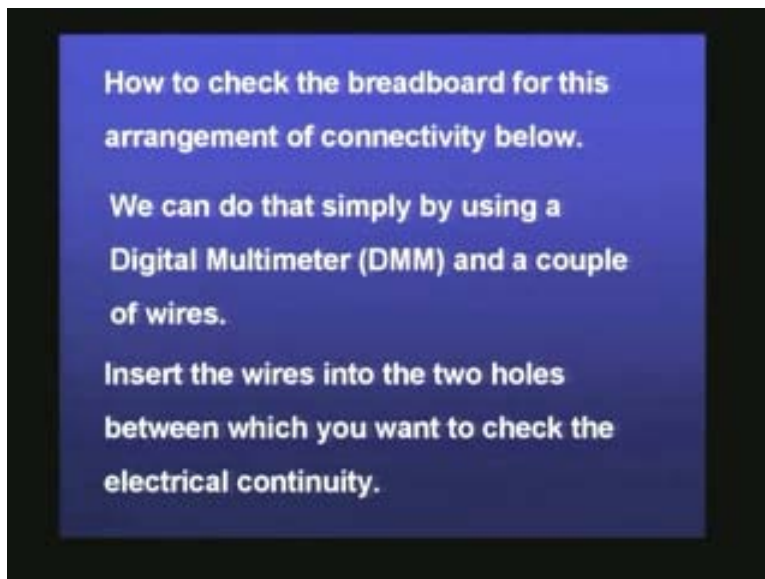 How to check the breadboard for this
arrangement of connectivity below.
We can do that simply by using a
Digital Multimeter (DMM) and a couple
of wires.
Insert the wires into the two holes
between which you want to check the
electrical continuity.